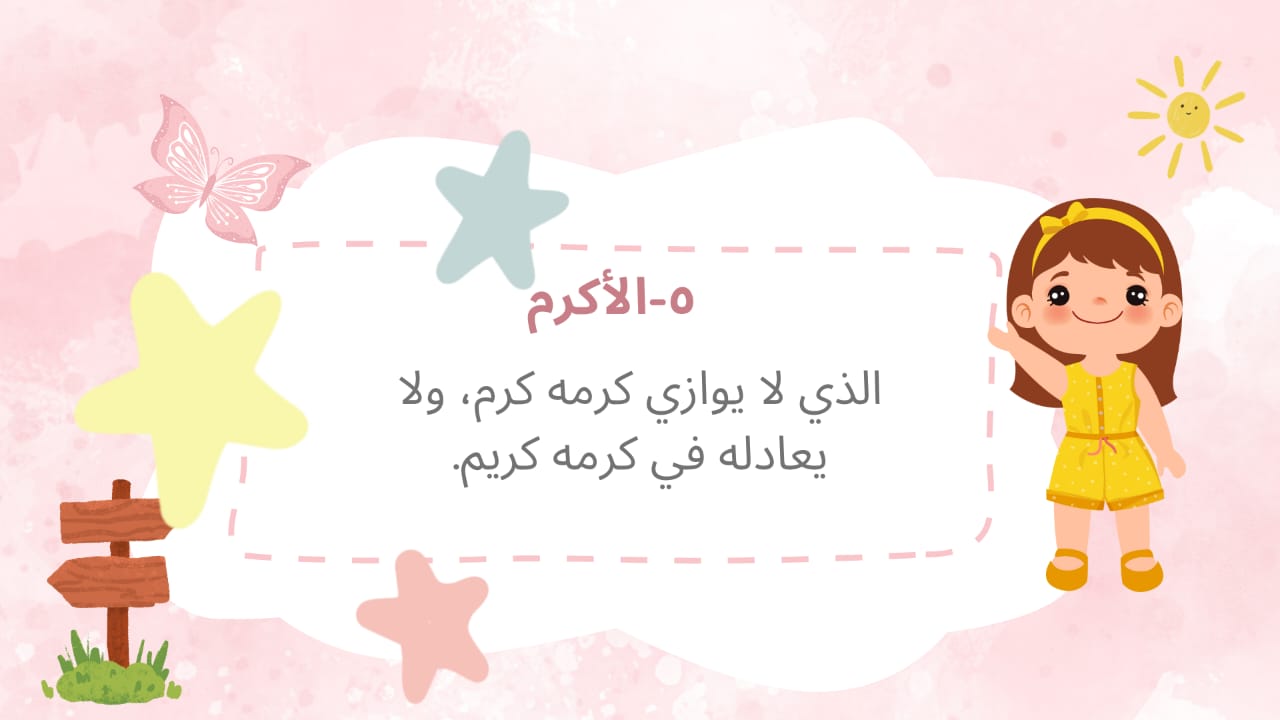 ٥-الأكرم
الذي لا يوازي كرمه كرم، ولا
يعادله في كرمه كريم.